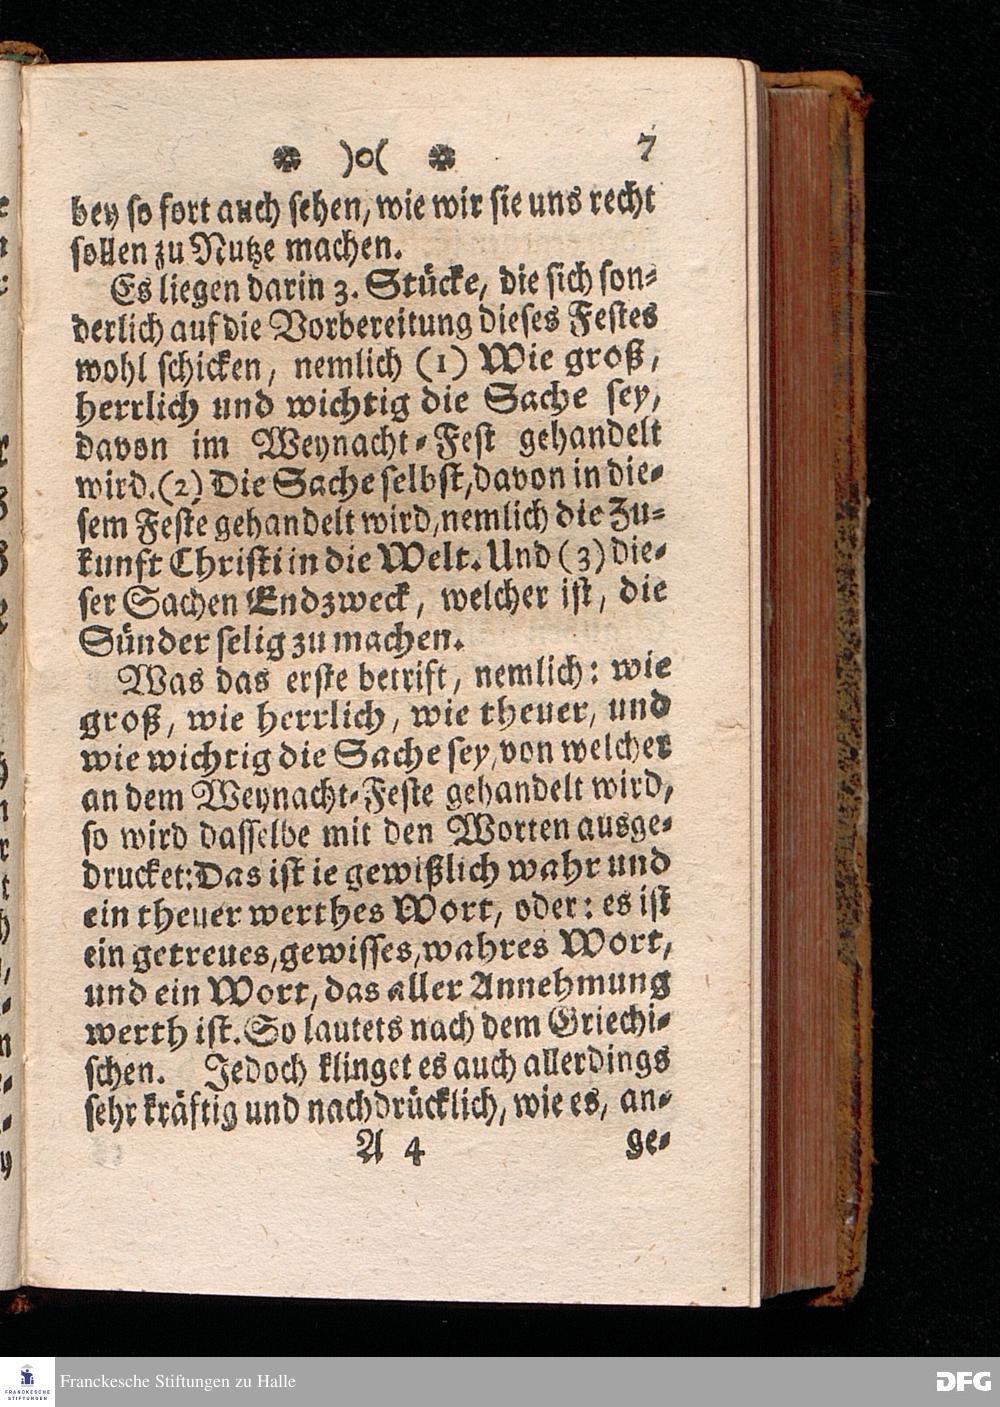 ❁ )o( ❁ 7
bey so fort auch sehen, wie wir sie uns recht
sollen zu Nutze machen.
Es liegen darin 3. Stücke, die sich son-
derlich auf die Vorbereitung dieses Festes
wohl schicken, nemlich (1) Wie groß,
herrlich und wichtig die Sache sey,
davon im Weynacht-Fest gehandelt
wird. (2) Die Sache selbst, davon in die-
sem Feste gehandelt wird, nemlich die Zu-
kunft Christi in die Welt. Und (3) die-
ser Sachen Endzweck, welcher ist, die
Sünder selig zu machen.
Was das erste betrift, nemlich: wie
groß, wie herrlich, wie theuer, und
wie wichtig die Sache sey, von welcher
an dem Weynacht-Feste gehandelt wird,
so wird dasselbe mit den Worten ausge-
drucket: Das ist ie gewißlich wahr und
ein theuer werthes Wort, oder: es ist
ein getreues, gewisses, wahres Wort,
und ein Wort, das aller Annehmung
werth ist. So lautets nach dem Griechi-
schen. Jedoch klinget es auch allerdings
sehr kräftig und nachdrücklich, wie es, an-
A 4 ge-
FRANCKESCHE STIFTUNGEN
Franckesche Stiftungen zu Halle
DFG